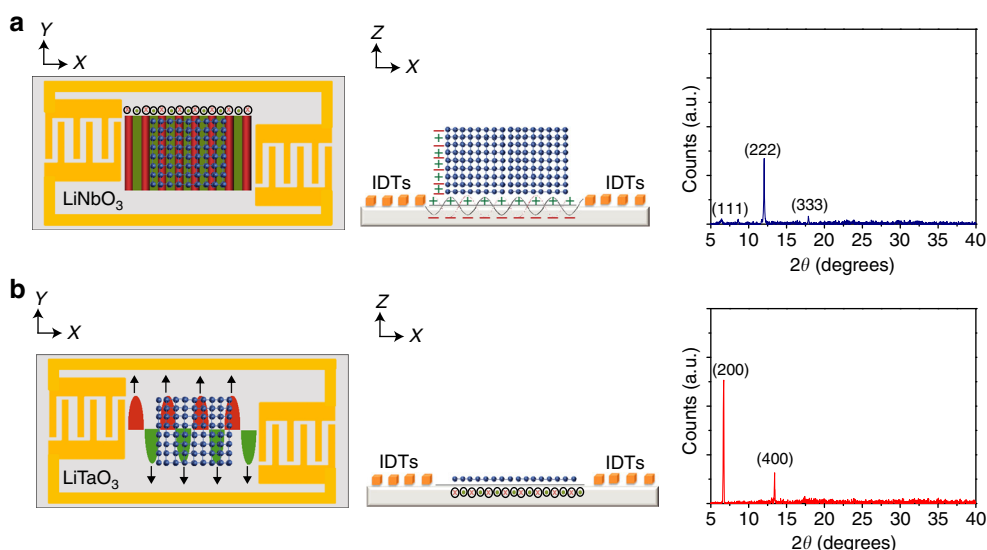 a
Y
X
LiNbO3
Z
X
IDTs
IDTs
+ + + + + + + +
Counts (a.u.)
(222)
(111)
(333)
5 10 15 20 25 30 35 40
2θ (degrees)
b
Y
X
LiTaO3
Z
X
IDTs
IDTs
Counts (a.u.)
(200)
(400)
5 10 15 20 25 30 35 40
2θ (degrees)